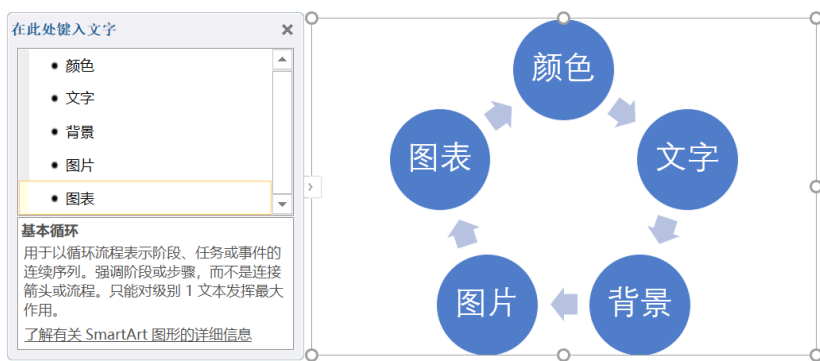 在此处键入文字
颜色
文字
背景
图片
图表
基本循环
用于以循环流程表示阶段、任务或事件的
连续序列。强调阶段或步骤，而不是连接
箭头或流程。只能对级别 1 文本发挥最大
作用。
了解有关 SmartArt 图形的详细信息
颜色
文字
背景
图片
图表